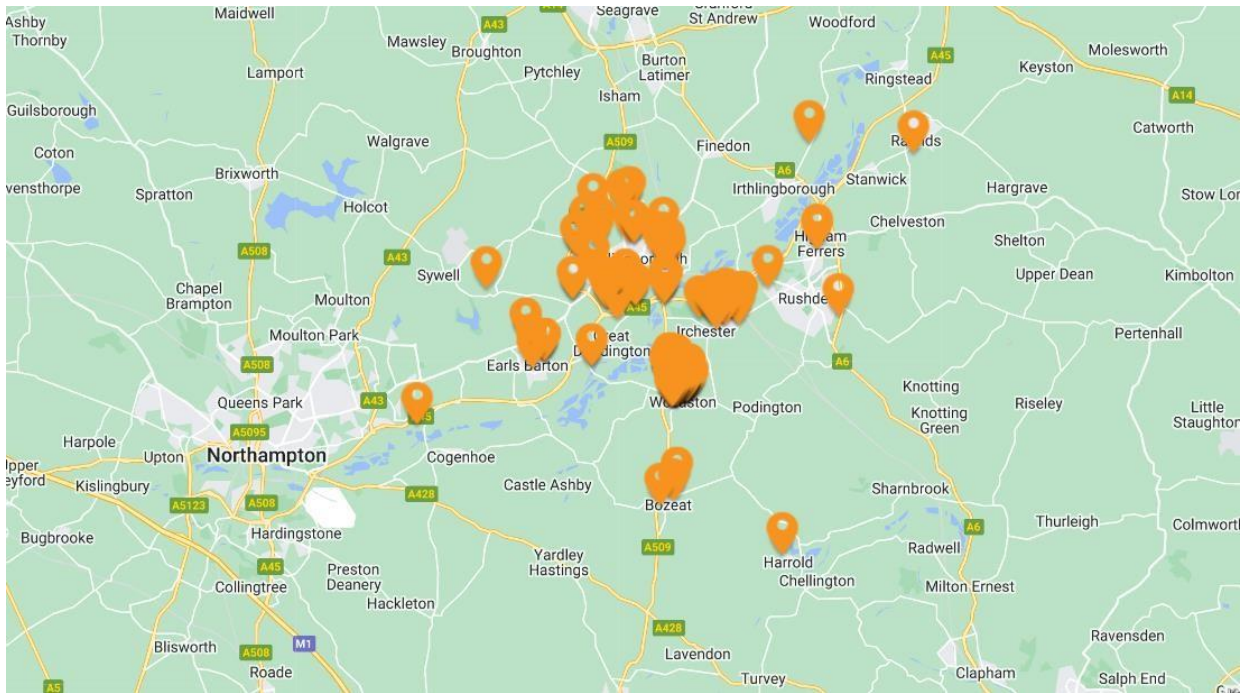 Ashby
Thornby
Maidwell
A43
Seagrave
Cranford
St Andrew
Woodford
A45
Molesworth
Mawsley
Broughton
Burton
Latimer
Lamport
Pytchley
Ringstead
Keyston
Isham
A14
Guilsborough
Walgrave
A509
Finedon
Catworth
Coton
Brixworth
A6
Stanwick
Spratton
Irthlingborough
Hargrave
Stow
Holcot
Chelveston
A508
A43
Shelton
Ferrers
Sywell
Upper Dean
Kimbolton
Chapel
Brampton
Moulton
A45
Moulton Park
Irchester
Pertenhall
Great
A508
Earls Barton
A6
Knotting
Queens Park
A43
Podington
Riseley
Little
Staughton
Knotting
Green
Harpole
A5095
Northampton
Upton
Cogenhoe
Upper
Kislingbury
A428
Castle Ashby
Sharnbrook
A5123
A508
Bozeat
Thurleigh
Bugbrooke
Hardingstone
A6
Yardley
Hastings
A509
Radwell
A45
Preston
Deanery
Harrold
Collingtree
Chellington
Milton Ernest
Hackleton
A428
Ravensden
M1
Blisworth
A508
Lavendon
Clapham
A5
Roade
Turvey
Salph End